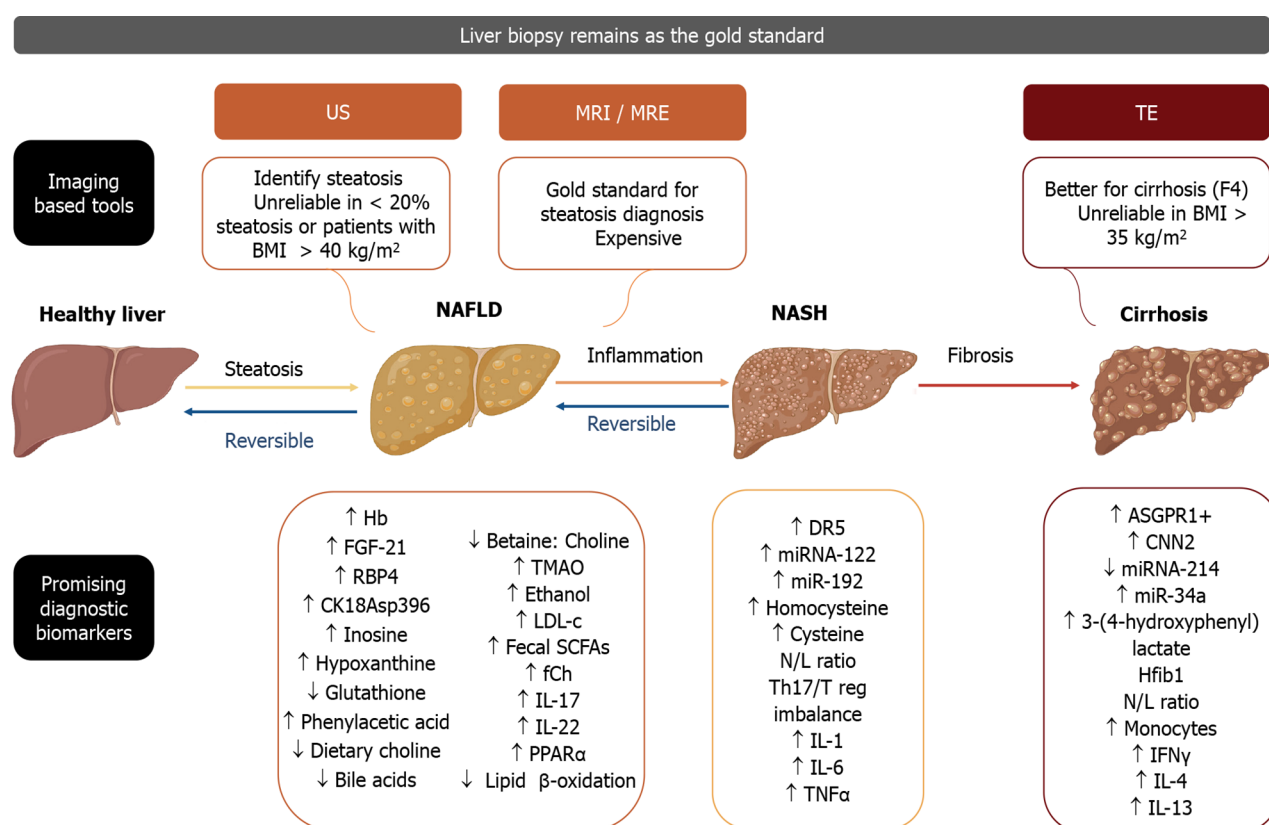 Liver biopsy remains as the gold standard
US
MRI / MRE
TE
Imaging
based tools
Identify steatosis
Unreliable in < 20%
steatosis or patients with
BMI > 40 kg/m²
Gold standard for
steatosis diagnosis
Expensive
Better for cirrhosis (F4)
Unreliable in BMI >
35 kg/m²
Healthy liver
NAFLD
NASH
Cirrhosis
Steatosis
Reversible
Inflammation
Reversible
Fibrosis
Promising
diagnostic
biomarkers
↑ Hb
↑ FGF-21
↑ RBP4
↑ CK18Asp396
↑ Inosine
↑ Hypoxanthine
↓ Glutathione
↑ Phenylacetic acid
↓ Dietary choline
↓ Bile acids
↓ Betaine: Choline
↑ TMAO
↑ Ethanol
↑ LDL-c
↑ Fecal SCFAs
↑ fCh
↑ IL-17
↑ IL-22
↑ PPARα
↓ Lipid β-oxidation
↑ DR5
↑ miRNA-122
↑ miR-192
↑ Homocysteine
↑ Cysteine
N/L ratio
Th17/T reg
imbalance
↑ IL-1
↑ IL-6
↑ TNFα
↑ ASGPR1+
↑ CNN2
↓ miRNA-214
↑ miR-34a
↑ 3-(4-hydroxyphenyl)
lactate
Hfib1
N/L ratio
↑ Monocytes
↑ IFNγ
↑ IL-4
↑ IL-13